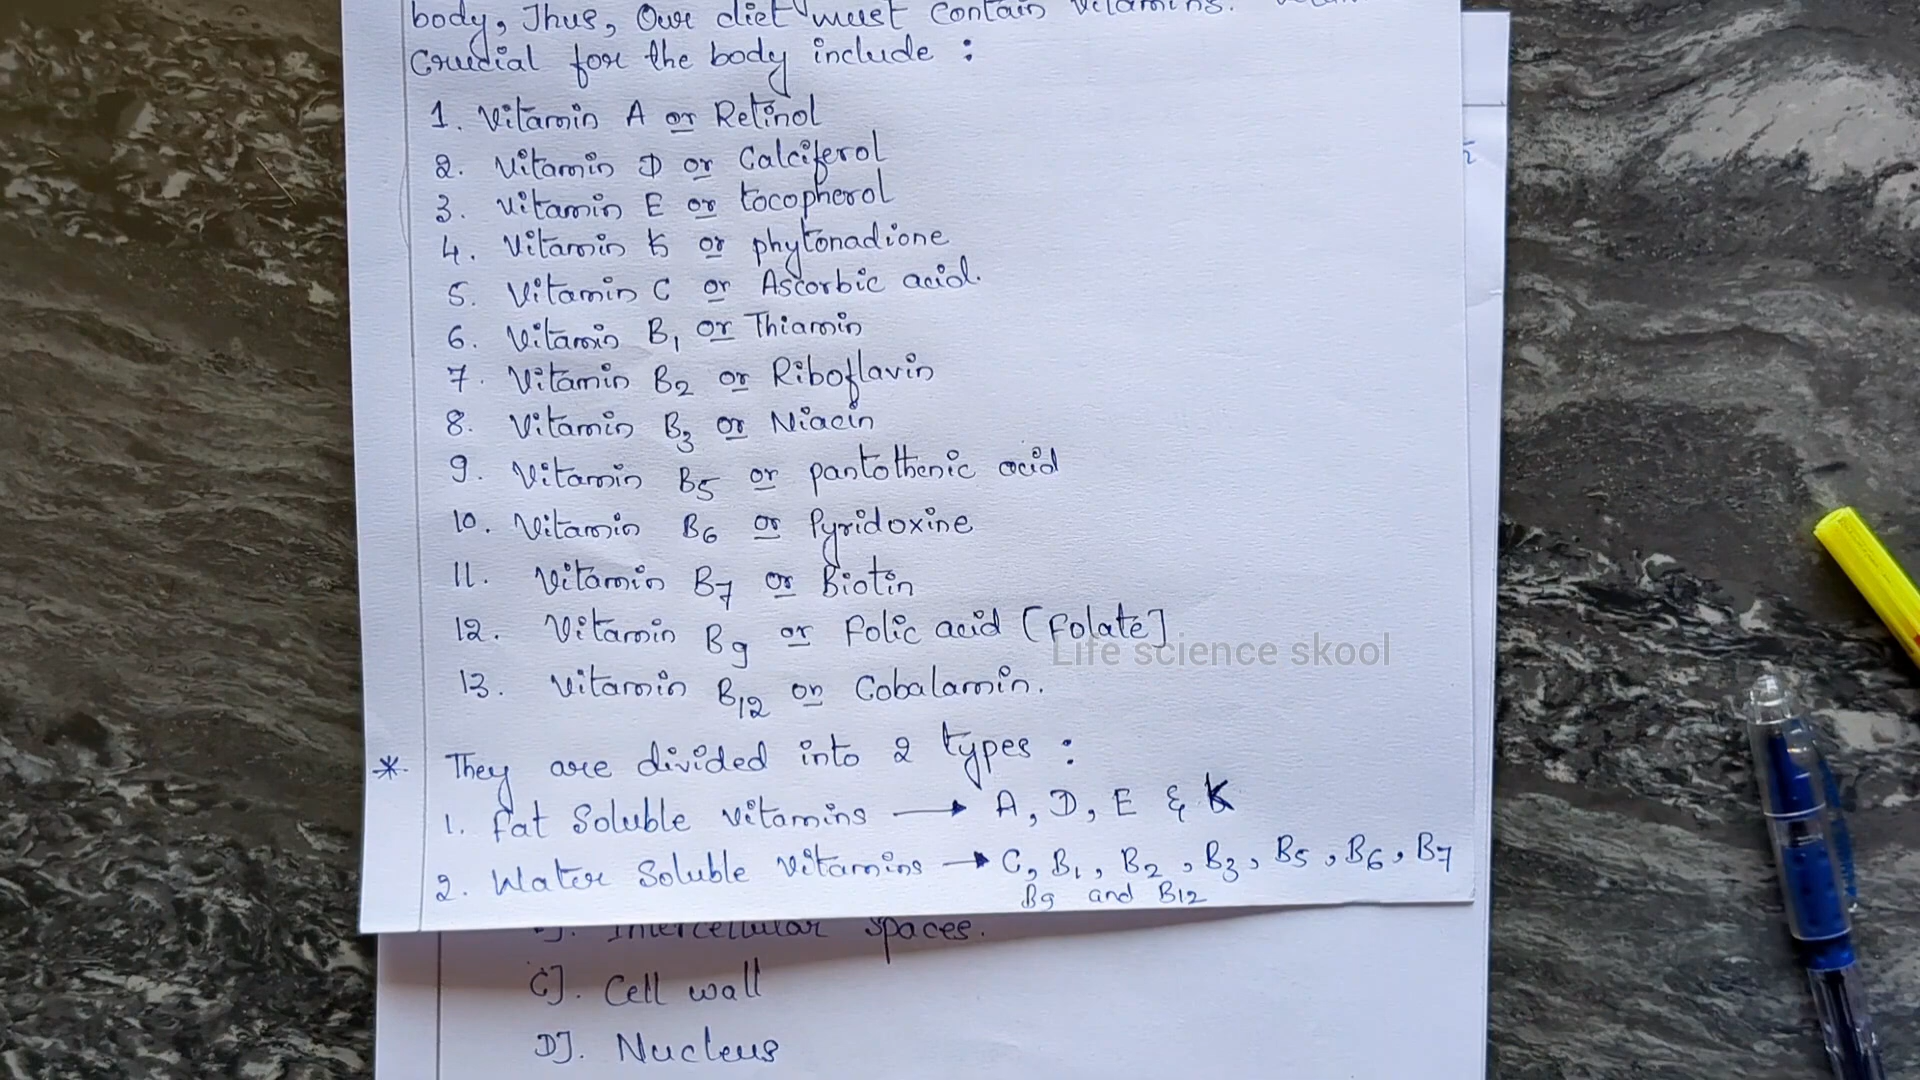 body, Thus, Our diet must contain vitamins.
Crucial for the body include :
1. Vitamin A or Retinol
2. Vitamin D or Calciferol
3. Vitamin E or tocopherol
4. Vitamin K or phytonadione
5. Vitamin C or Ascorbic acid.
6. Vitamin B1 or Thiamin
7. Vitamin B2 or Riboflavin
8. Vitamin B3 or Niacin
9. Vitamin B5 or pantothenic acid
10. Vitamin B6 or Pyridoxine
11. Vitamin B7 or Biotin
12. Vitamin B9 or Folic acid [Folate]
Life science skool
13. Vitamin B12 or Cobalamin.
* They are divided into 2 types :
1. Fat Soluble vitamins → A, D, E & K
2. Water Soluble Vitamins → C, B1, B2, B3, B5, B6, B7
B9 and B12
Intercellular Spaces.
C]. Cell wall
D]. Nucleus